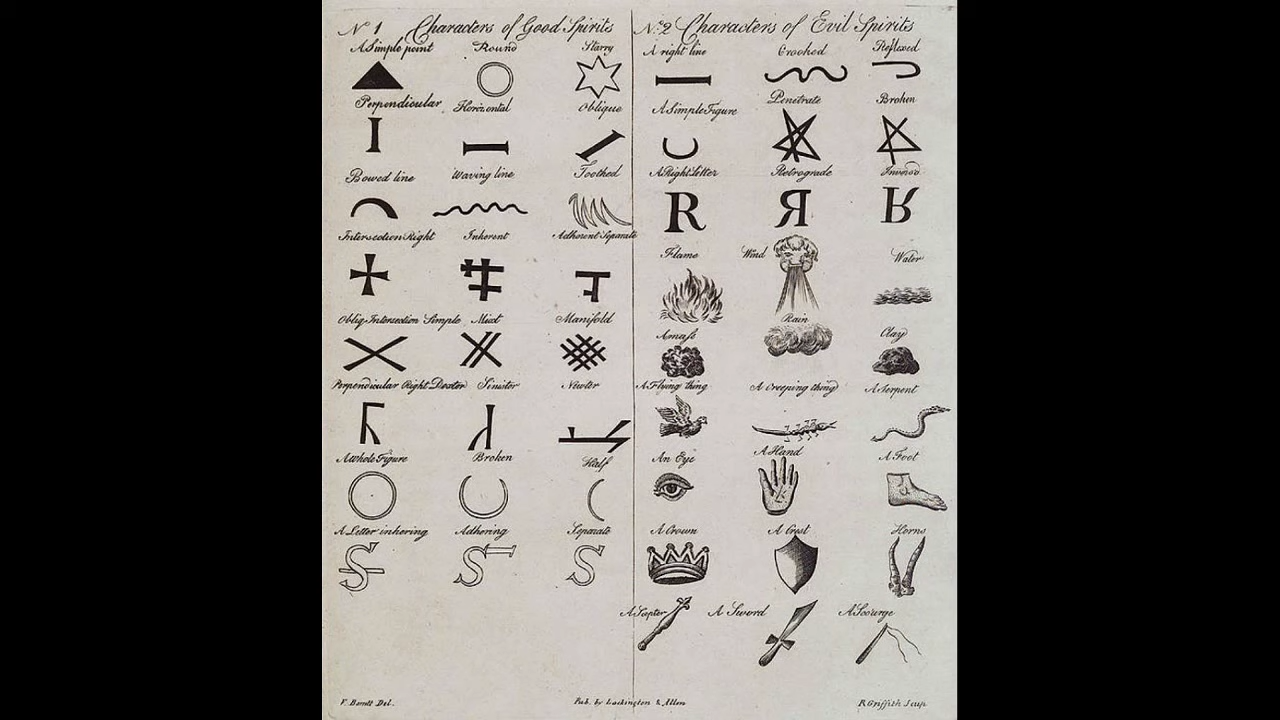 Nº 1 Characters of Good Spirits
A Simple point Round Starry
Perpendicular Horizontal Oblique
Bowed line Waving line Toothed
Intersection Right Inherent Adherent Separate
Obliq. Intersection Simple Mixt Manifold
Perpendicular Right Dexter Sinister Newter
A whole Figure Broken Half
A Letter inhering Adhering Separate
Nº 2 Characters of Evil Spirits
A right line Crooked Reflexed
A Simple Figure Penetrate Broken
A Right Letter Retrograde
R R R
Flame Wind Water
Amass Rain Clay
A Flying thing A Creeping thing A Serpent
An Eye A Hand A Foot
A Crown A Crest Horns
A Scepter A Sword A Scourge
F. Barrett Del. Pub. by Lackington & Allen R Griffith Sculp